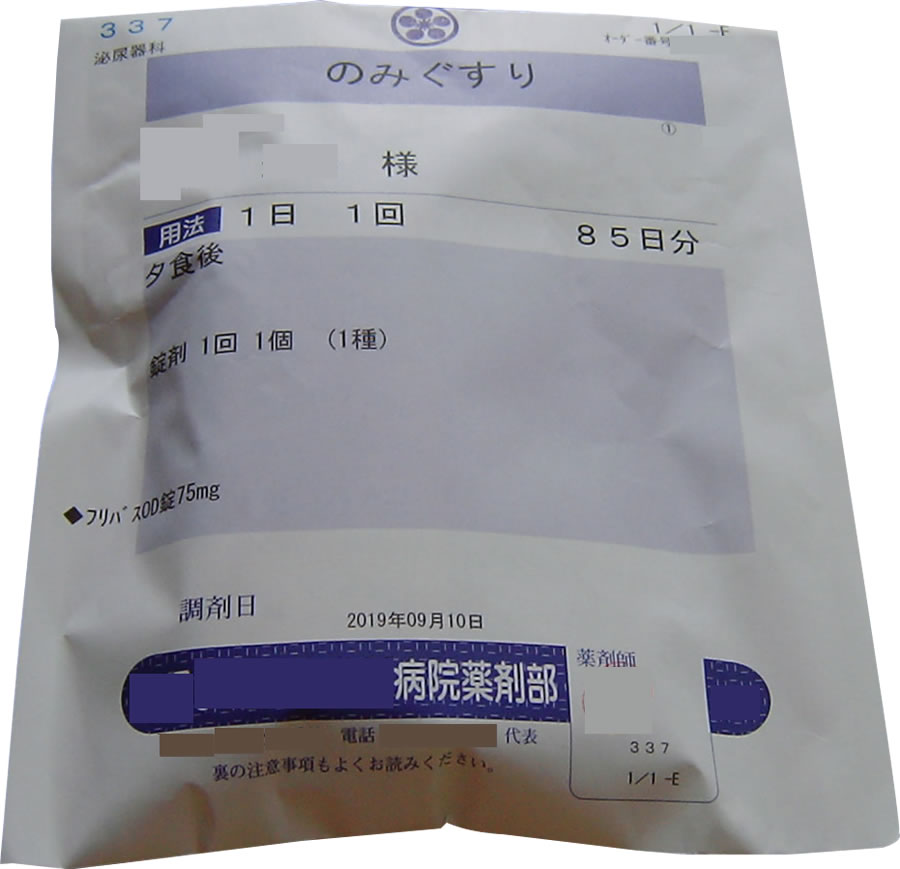 337
泌尿器科
1/1 -E
オーダー番号
のみぐすり
①
様
用法 1日 1回 85日分
夕食後
錠剤 1回 1個 (1種)
◆フリバスOD錠75mg
調剤日 2019年09月10日
病院薬剤部
薬剤師
電話 代表
337
裏の注意事項もよくお読みください。
1/1 -E